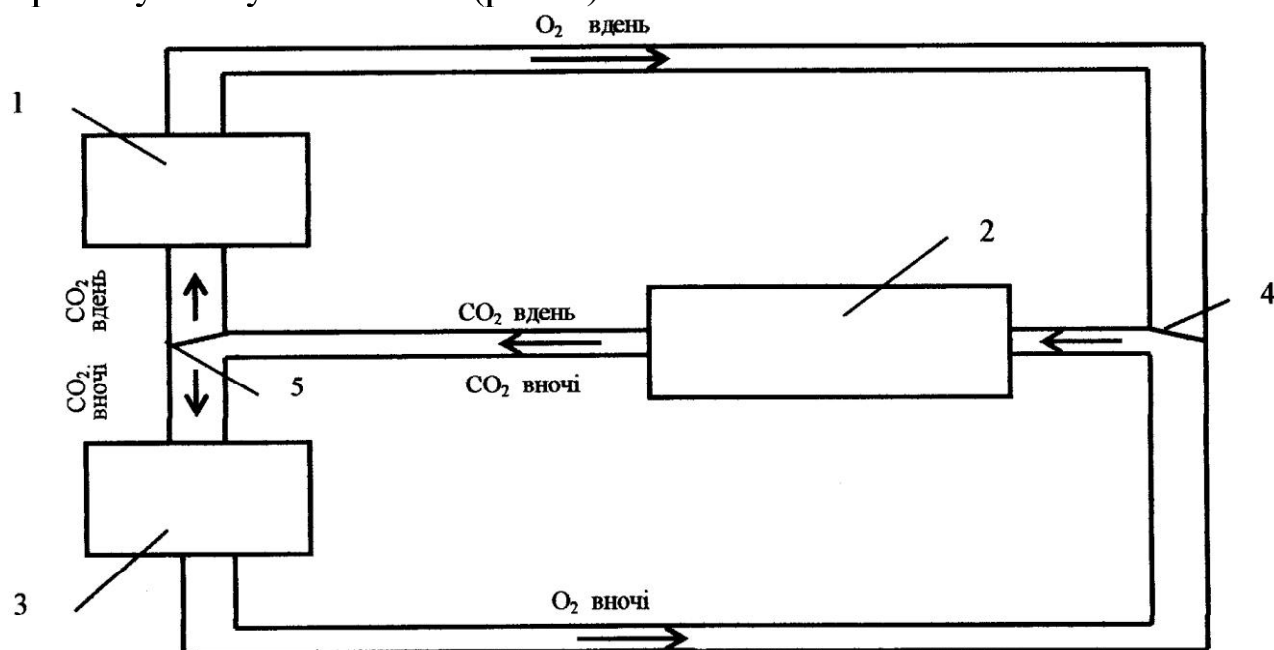 O₂ вдень
1
2
CO₂ вдень
4
CO₂ вдень
CO₂ вночі
5
CO₂ вночі
3
O₂ вночі